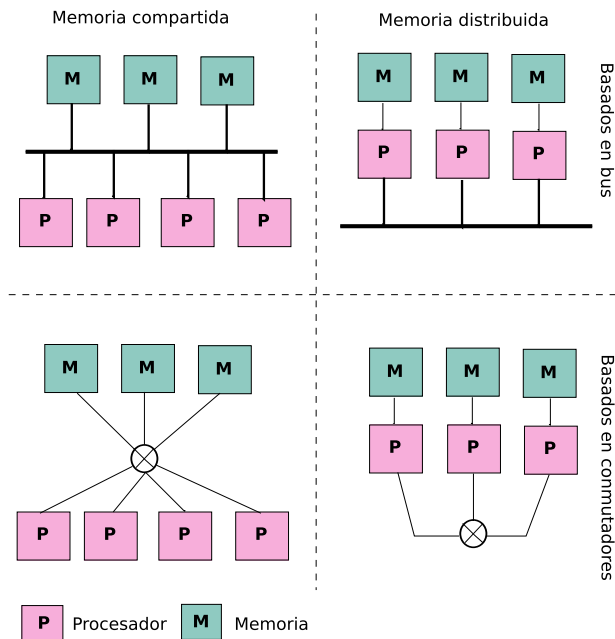 Memoria compartida
Memoria distribuida
M M M
P P P P
M M M
P P P
Basados en bus
M M M
P P P P
M M M
P P P
Basados en conmutadores
P Procesador M Memoria